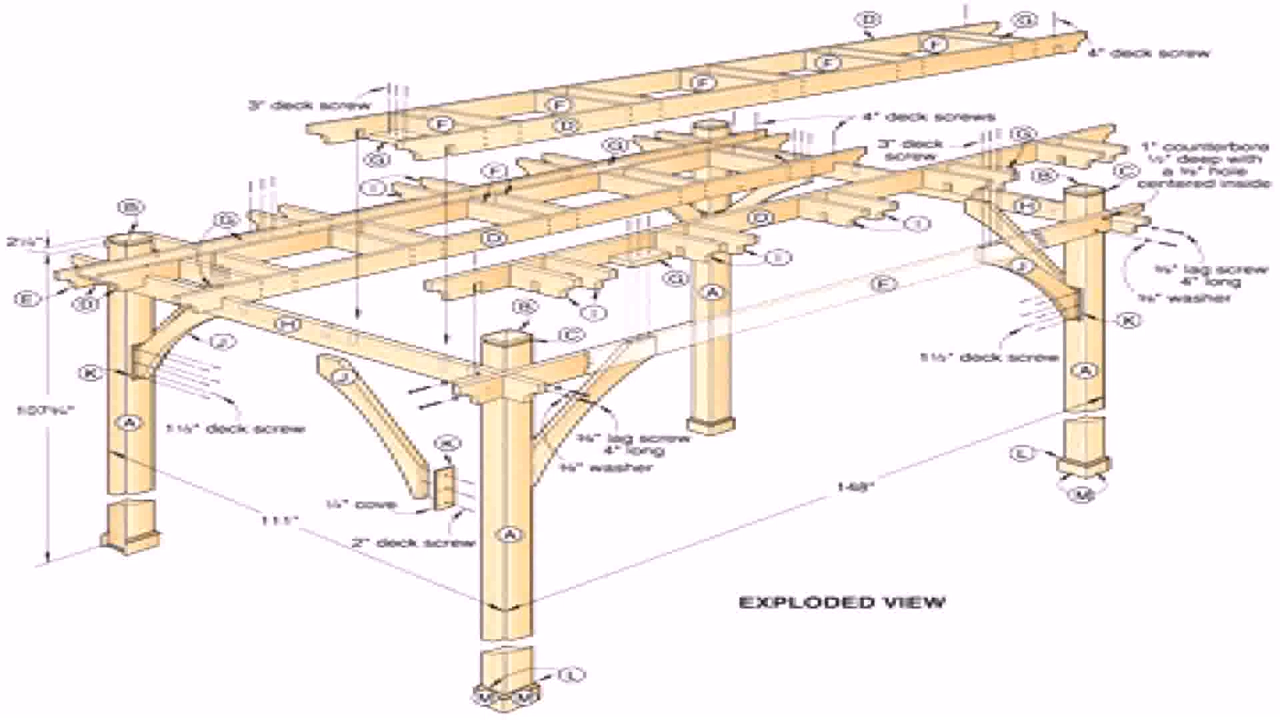 D
G
4" deck screw
F
F
F
3" deck screw
F
F
D
4" deck screws
G
G
3" deck
screw
G
1" counterbore
½" deep with
a ⅜" hole
centered inside
F
I
B
C
B
G
D
D
I
H
2¼"
I
E
D
G
A
E
J
⅜" lag screw
4" long
⅜" washer
B
I
H
C
K
J
1½" deck screw
K
J
A
A
1½" deck screw
⅜" lag screw
4" long
⅜" washer
K
L
M
148"
¼" cove
111"
2" deck screw
A
EXPLODED VIEW
L
M M